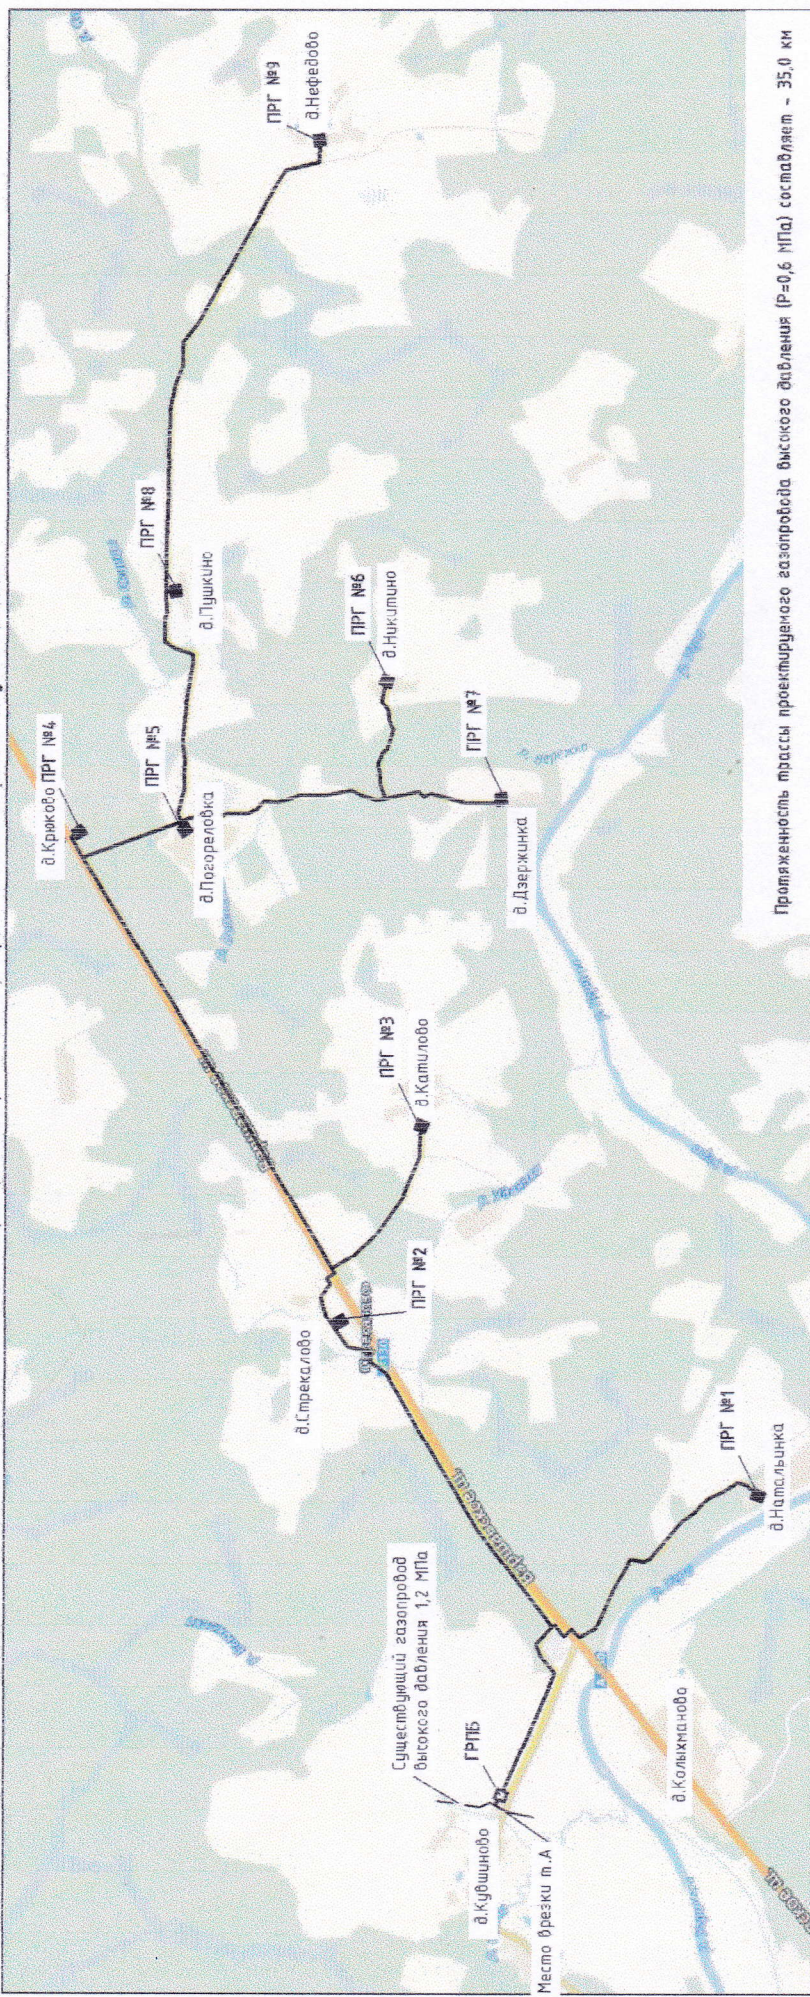 ПРГ №9
д.Нефедово
ПРГ №8
д.Пушкино
д.Крюково ПРГ №4
ПРГ №5
д.Погореловка
ПРГ №6
д.Никитино
ПРГ №7
д.Дзержинка
ПРГ №3
д.Катилово
ПРГ №2
д.Стрекалово
ПРГ №1
д.Натальинка
Варшавское ш.
Существующий газопровод
высокого давления 1,2 МПа
ГРПБ
д.Кувшиново
Место врезки т.А
д.Колыхманово
Протяженность трассы проектируемого газопровода высокого давления (Р=0,6 МПа) составляет - 35,0 км